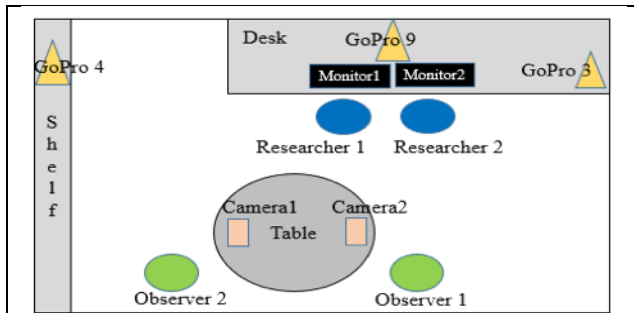 Desk
GoPro 9
GoPro 4
Monitor1
Monitor2
GoPro 3
Shelf
Researcher 1
Researcher 2
Camera1
Camera2
Table
Observer 2
Observer 1